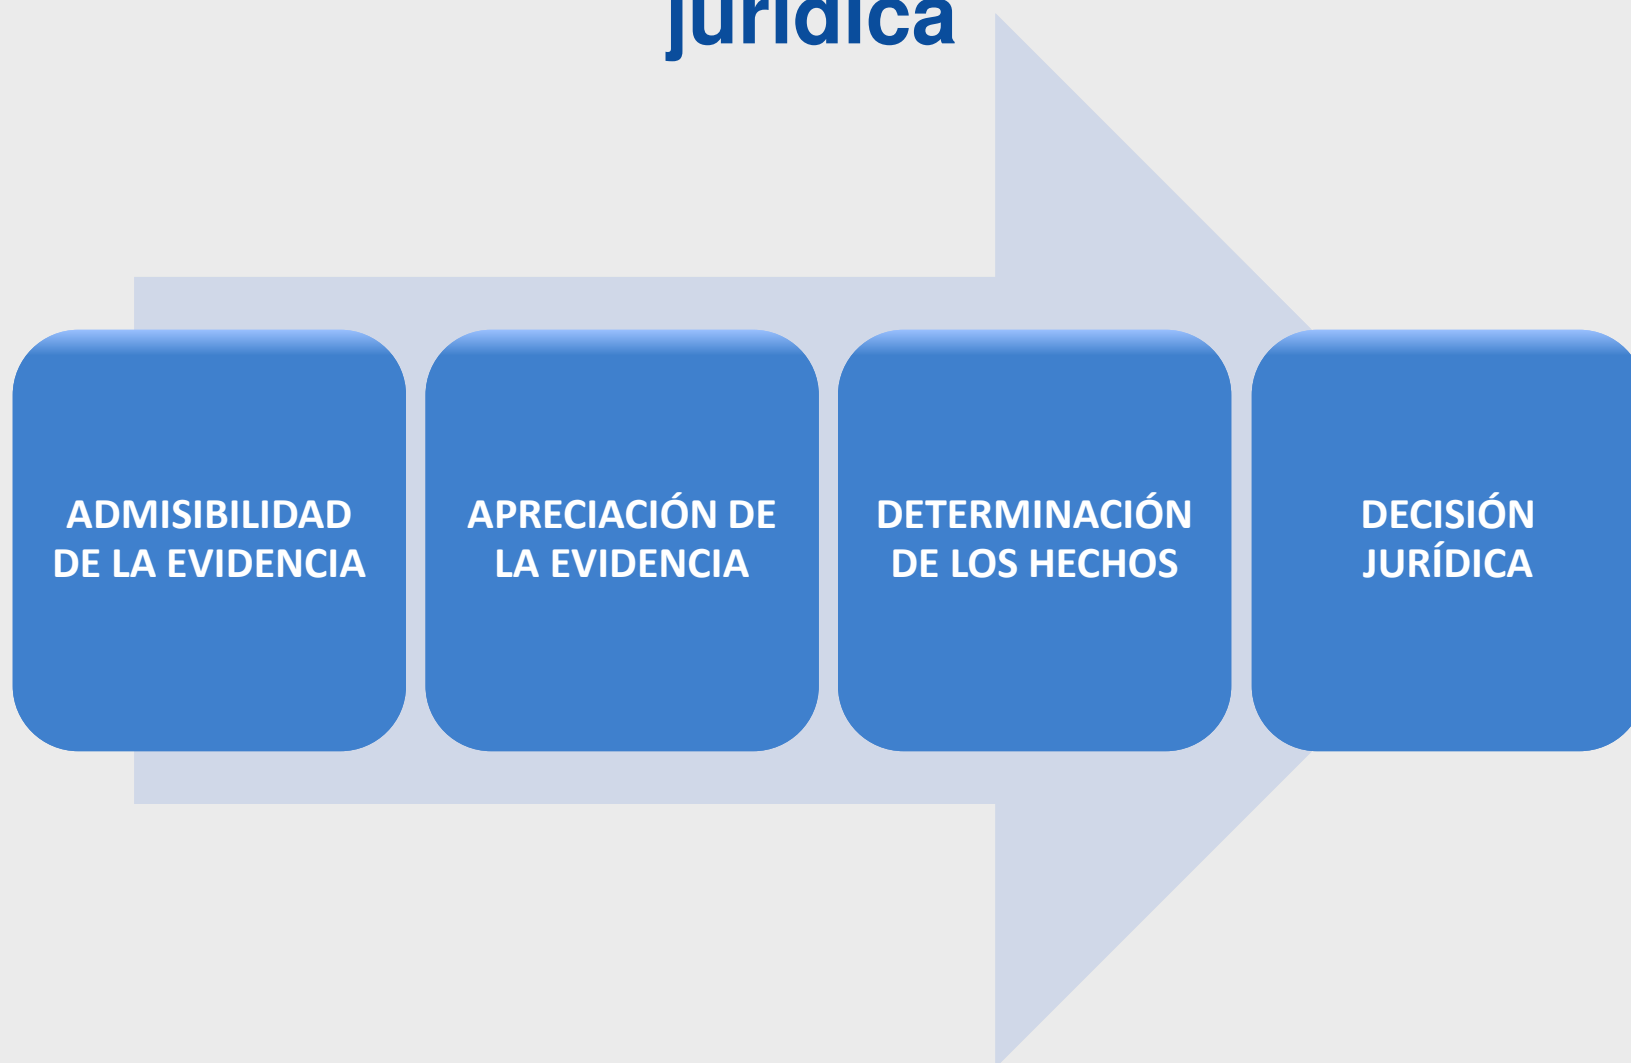 jurídica
ADMISIBILIDAD
DE LA EVIDENCIA
APRECIACIÓN DE
LA EVIDENCIA
DETERMINACIÓN
DE LOS HECHOS
DECISIÓN
JURÍDICA